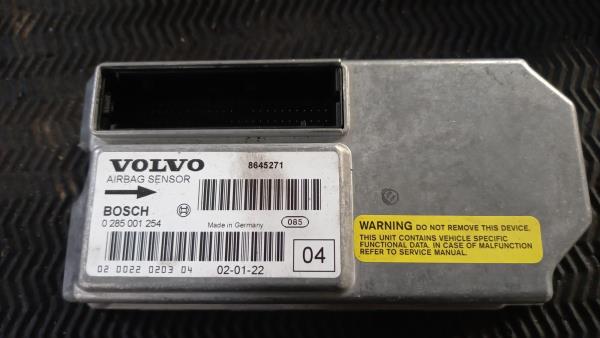 VOLVO 8645271
AIRBAG SENSOR
BOSCH
0 285 001 254 Made in Germany 085
02 0022 0203 04 02-01-22 04
WARNING DO NOT REMOVE THIS DEVICE.
THIS UNIT CONTAINS VEHICLE SPECIFIC
FUNCTIONAL DATA. IN CASE OF MALFUNCTION
REFER TO SERVICE MANUAL.